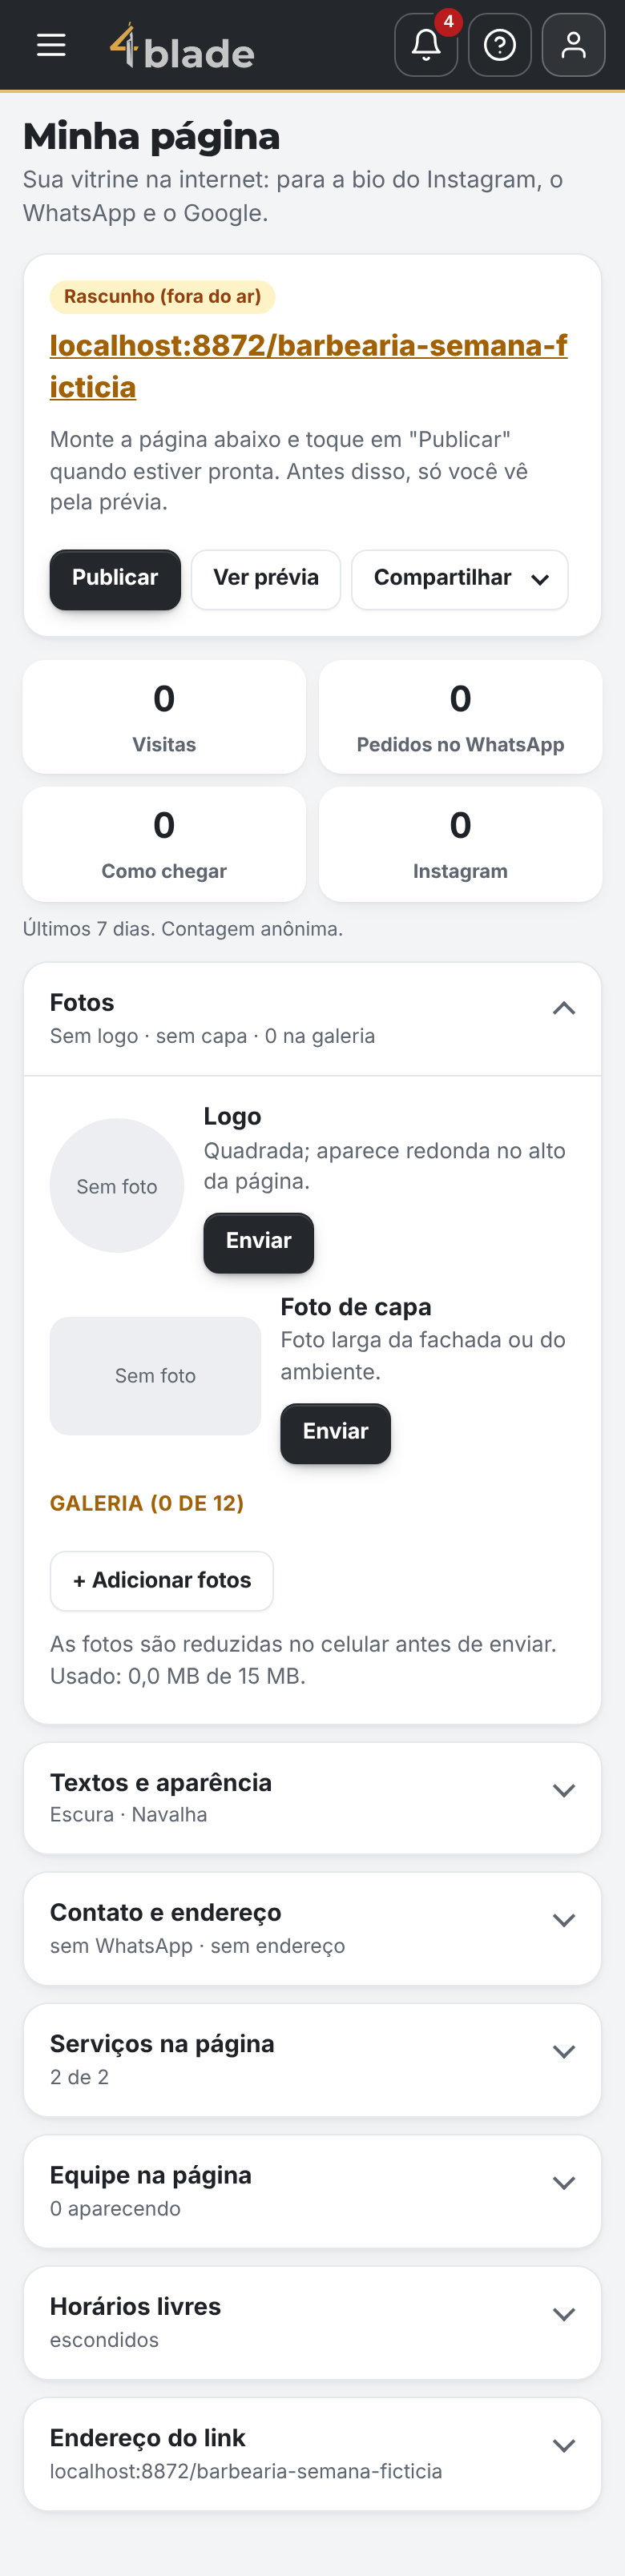 4blade
4
Minha página
Sua vitrine na internet: para a bio do Instagram, o
WhatsApp e o Google.
Rascunho (fora do ar)
localhost:8872/barbearia-semana-f
icticia
Monte a página abaixo e toque em "Publicar"
quando estiver pronta. Antes disso, só você vê
pela prévia.
Publicar
Ver prévia
Compartilhar
0
Visitas
0
Pedidos no WhatsApp
0
Como chegar
0
Instagram
Últimos 7 dias. Contagem anônima.
Fotos
Sem logo · sem capa · 0 na galeria
Sem foto
Logo
Quadrada; aparece redonda no alto
da página.
Enviar
Sem foto
Foto de capa
Foto larga da fachada ou do
ambiente.
Enviar
GALERIA (0 DE 12)
+ Adicionar fotos
As fotos são reduzidas no celular antes de enviar.
Usado: 0,0 MB de 15 MB.
Textos e aparência
Escura · Navalha
Contato e endereço
sem WhatsApp · sem endereço
Serviços na página
2 de 2
Equipe na página
0 aparecendo
Horários livres
escondidos
Endereço do link
localhost:8872/barbearia-semana-ficticia